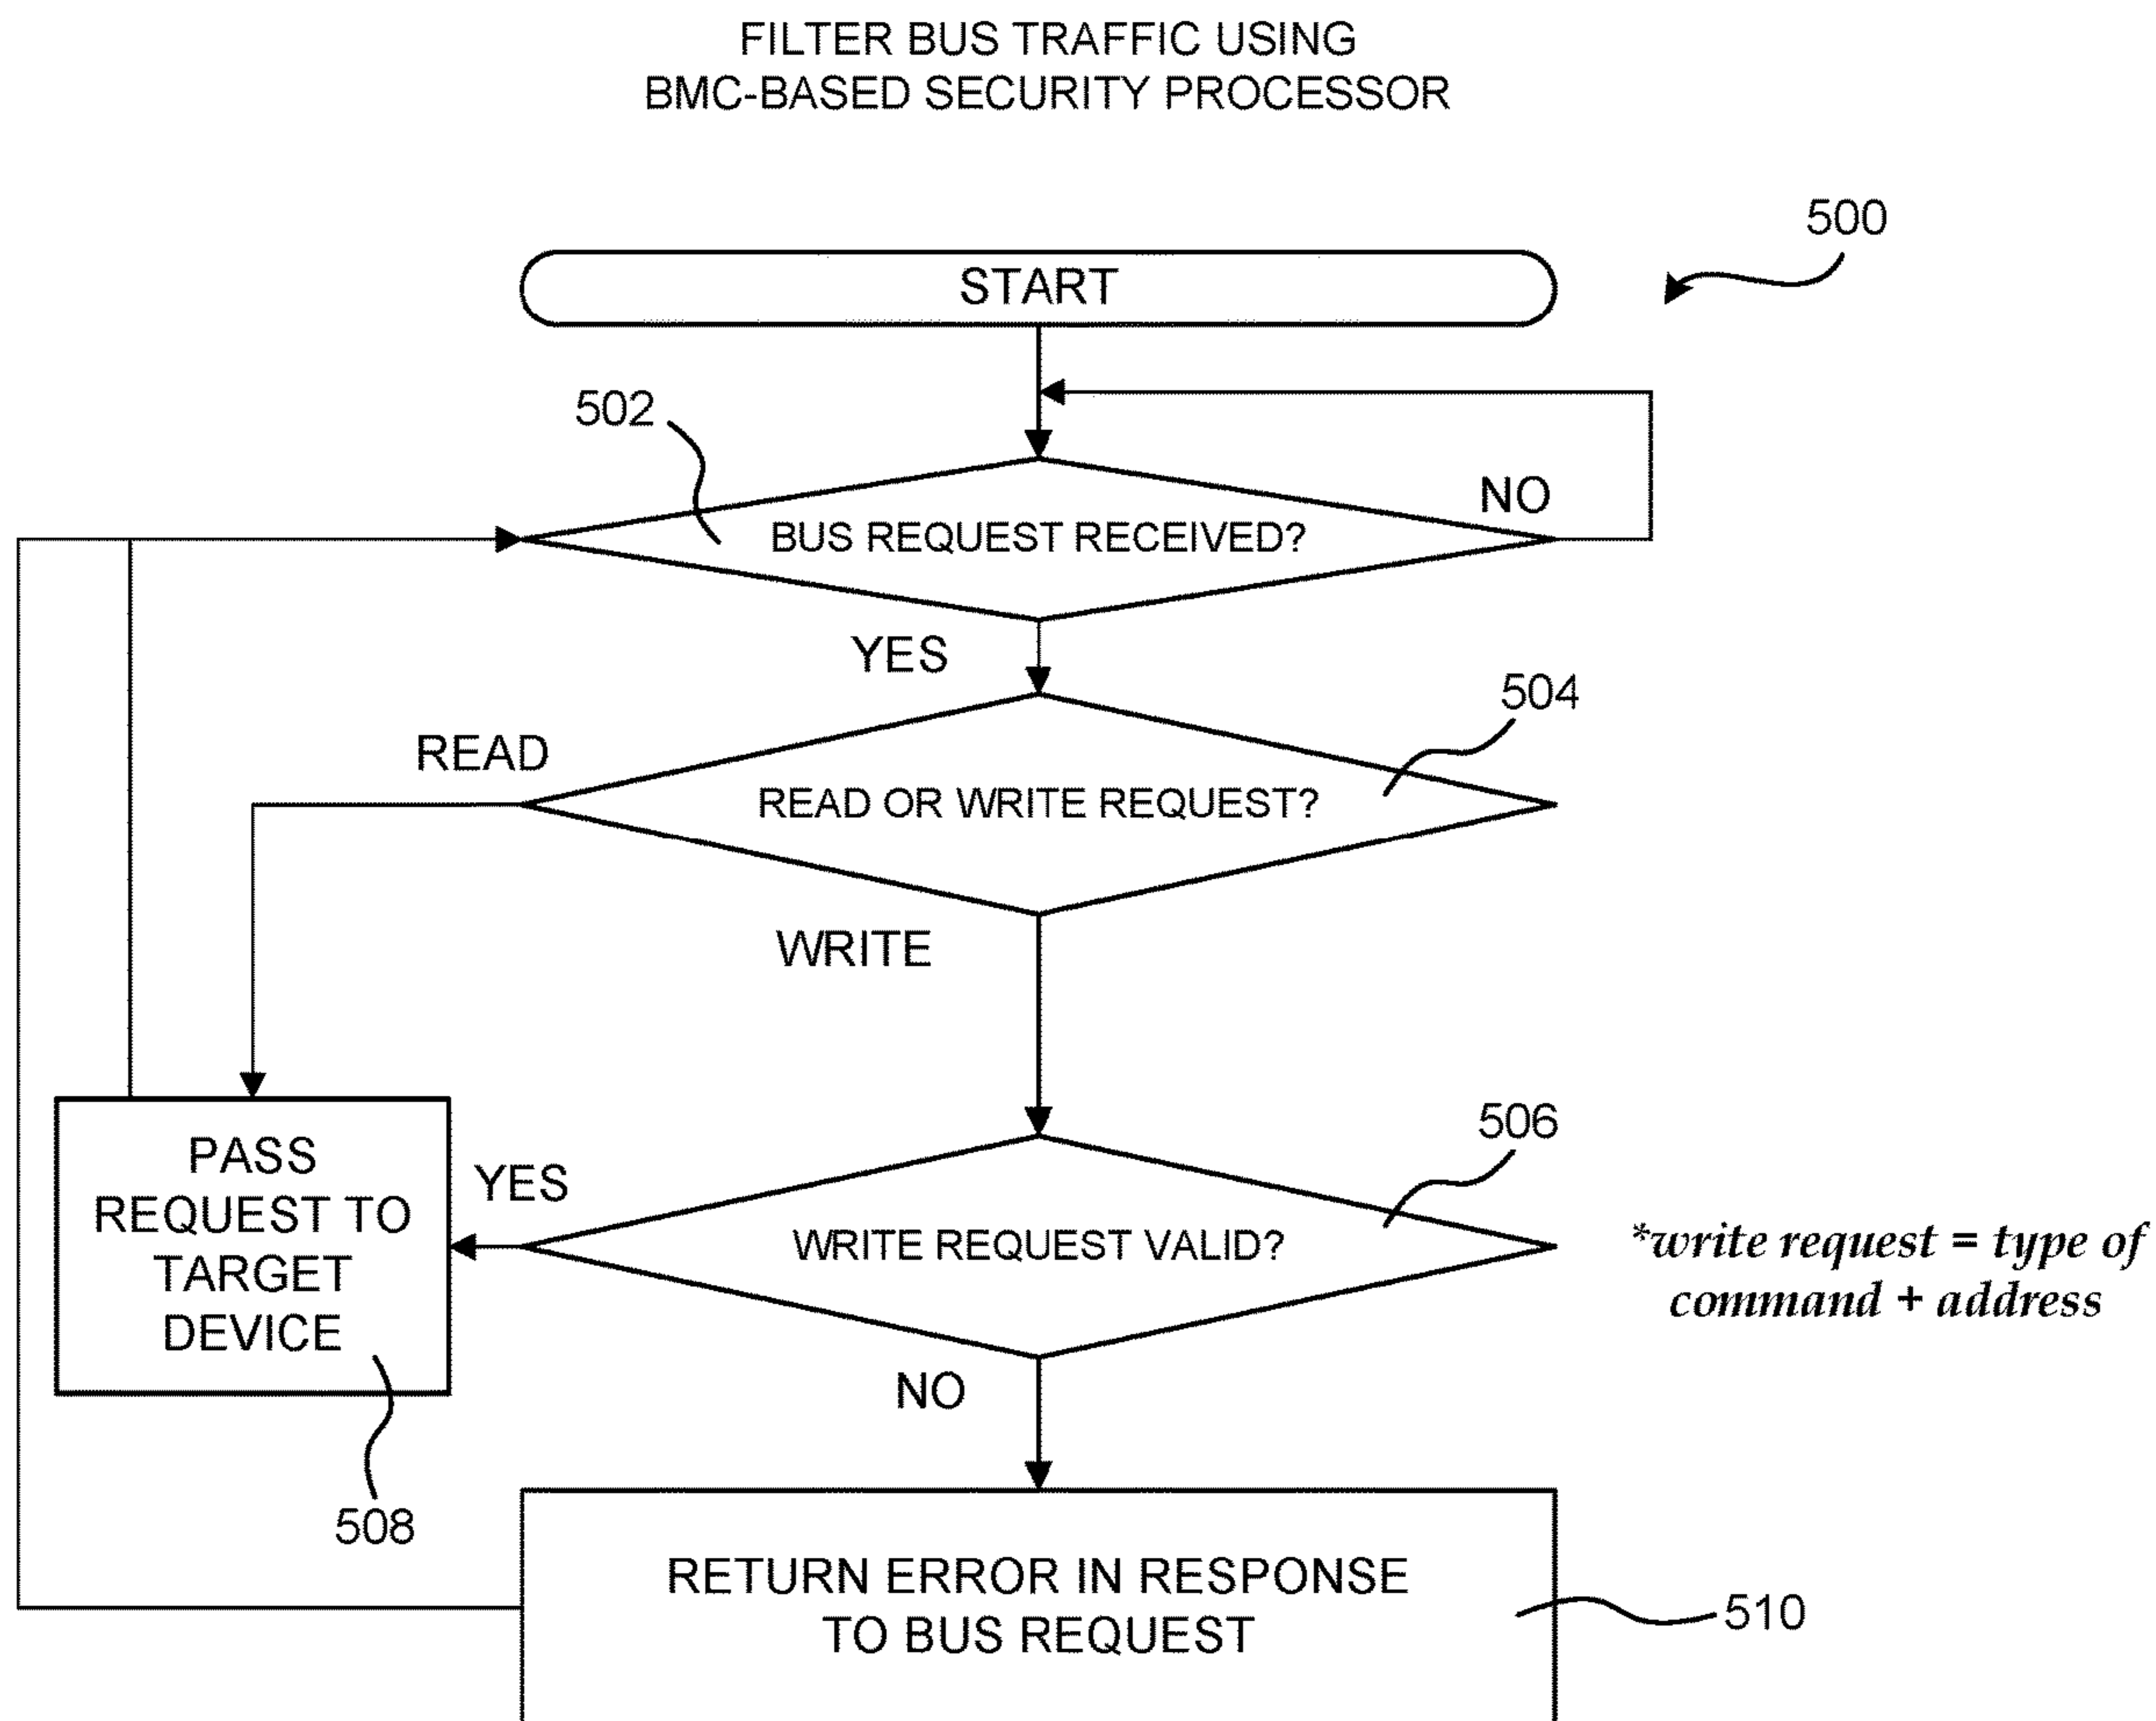 FILTER BUS TRAFFIC USING
BMC-BASED SECURITY PROCESSOR
500
START
502
NO
BUS REQUEST RECEIVED?
YES
504
READ
READ OR WRITE REQUEST?
WRITE
506
PASS
REQUEST TO
TARGET
DEVICE
YES
WRITE REQUEST VALID?
*write request = type of
command + address
NO
508
RETURN ERROR IN RESPONSE
TO BUS REQUEST
510